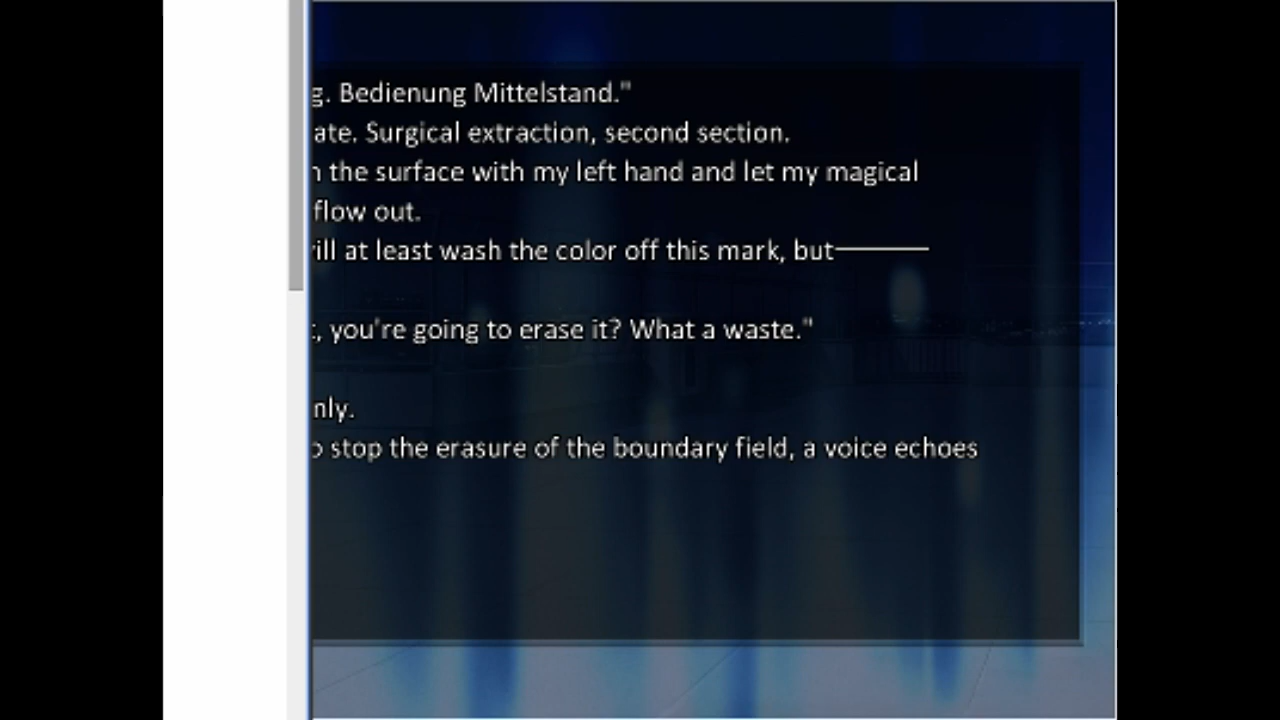 g. Bedienung Mittelstand."
ate. Surgical extraction, second section.
the surface with my left hand and let my magical
flow out.
ill at least wash the color off this mark, but———
, you're going to erase it? What a waste."
nly.
stop the erasure of the boundary field, a voice echoes